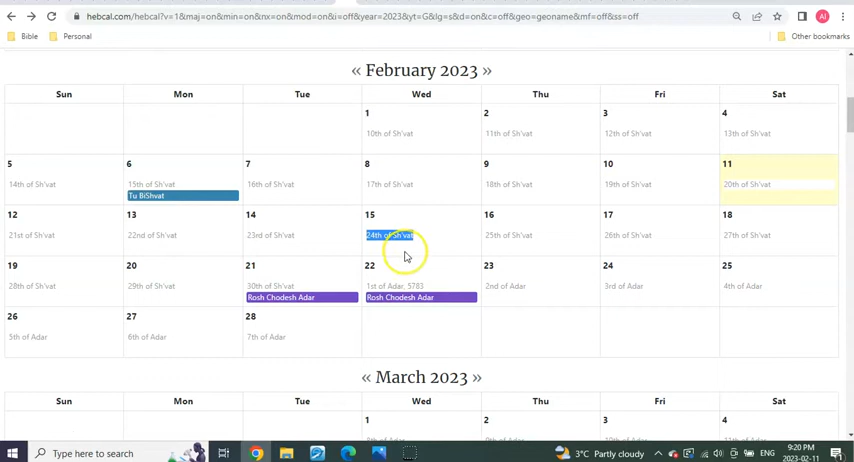 hebcal.com/hebcal?v=1&maj=on&min=on&nx=on&mod=on&i=off&year=2023&yt=G&lg=s&d=on&c=off&geo=geoname&mf=off&ss=off
AI
Bible Personal Other bookmarks
« February 2023 »
Sun Mon Tue Wed Thu Fri Sat
1 2 3 4
10th of Sh'vat 11th of Sh'vat 12th of Sh'vat 13th of Sh'vat
5 6 7 8 9 10 11
14th of Sh'vat 15th of Sh'vat 16th of Sh'vat 17th of Sh'vat 18th of Sh'vat 19th of Sh'vat 20th of Sh'vat
Tu BiShvat
12 13 14 15 16 17 18
21st of Sh'vat 22nd of Sh'vat 23rd of Sh'vat 24th of Sh'vat 25th of Sh'vat 26th of Sh'vat 27th of Sh'vat
19 20 21 22 23 24 25
28th of Sh'vat 29th of Sh'vat 30th of Sh'vat 1st of Adar, 5783 2nd of Adar 3rd of Adar 4th of Adar
Rosh Chodesh Adar Rosh Chodesh Adar
26 27 28
5th of Adar 6th of Adar 7th of Adar
« March 2023 »
Sun Mon Tue Wed Thu Fri Sat
1 2 3 4
Type here to search 3°C Partly cloudy ENG 9:20 PM
2023-02-11